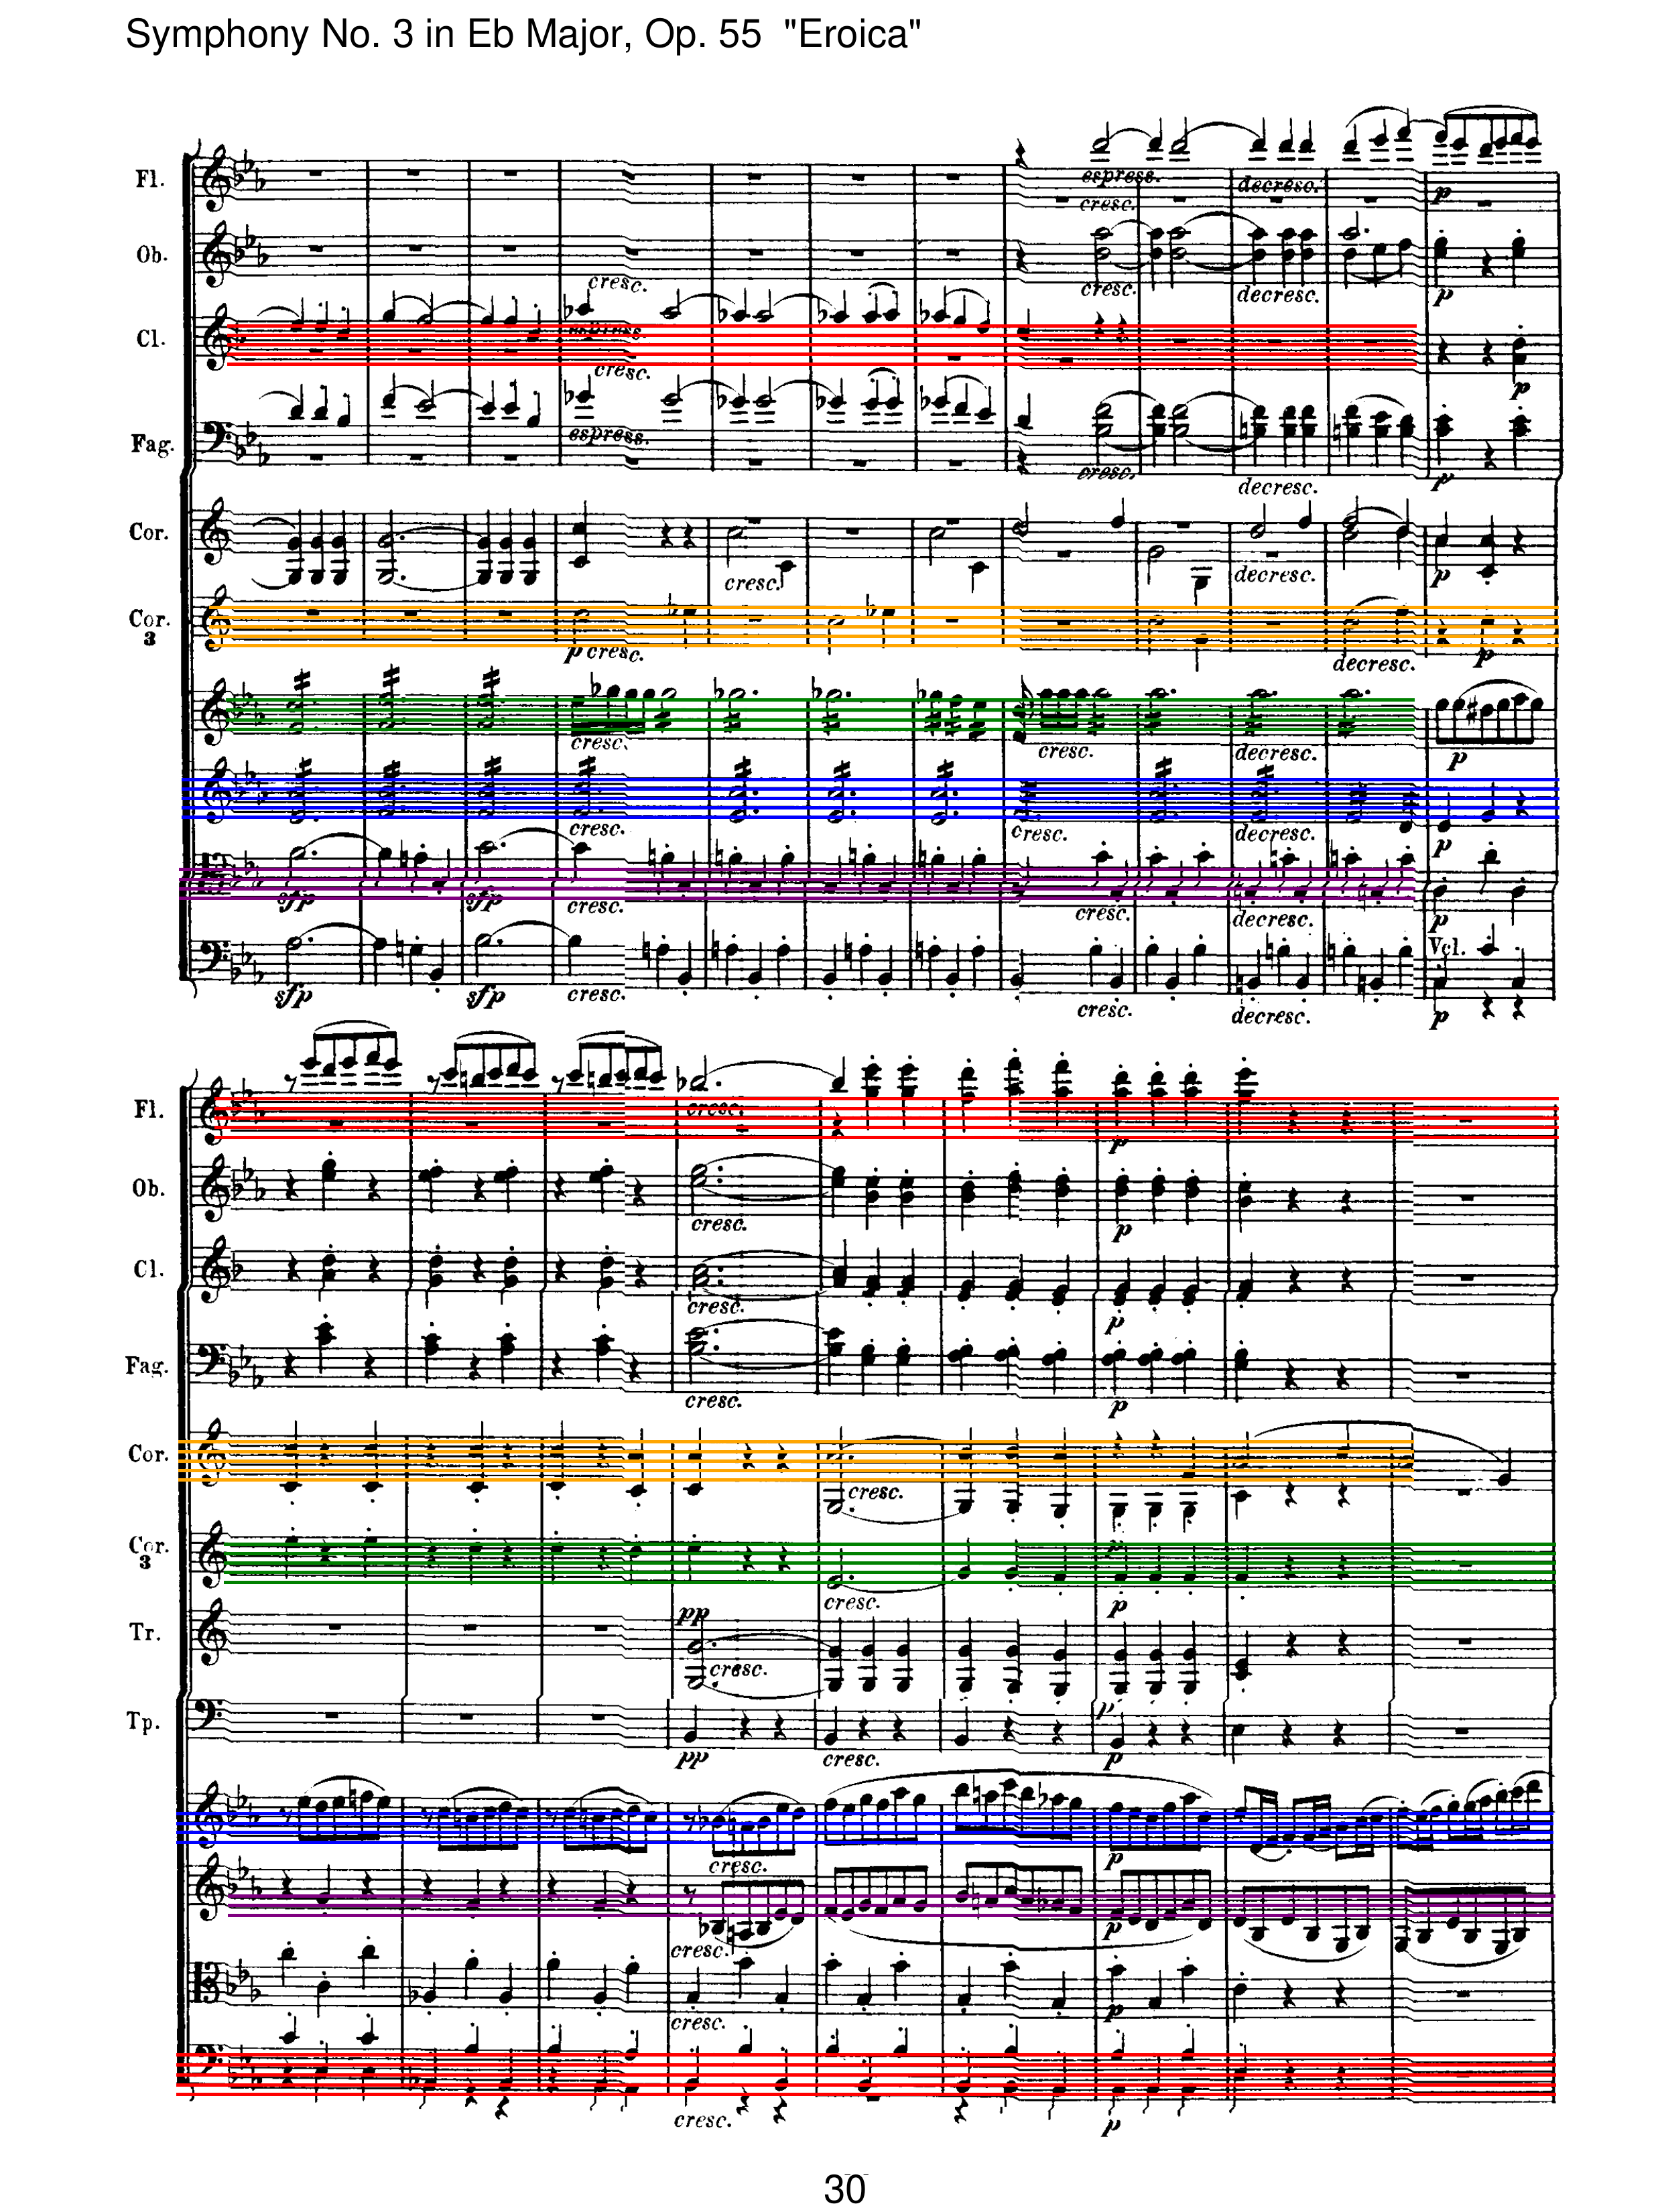 Symphony No. 3 in Eb Major, Op. 55 "Eroica"
Fl.
espress.
decresc.
p
cresc.
Ob.
cresc.
cresc.
decresc.
p
Cl.
cresc.
p
Fag.
espress.
cresc.
decresc.
p
Cor.
cresc.
decresc.
p
Cor.
3
p cresc.
decresc.
p
cresc.
cresc.
decresc.
p
cresc.
cresc.
decresc.
p
sfp
sfp
cresc.
cresc.
decresc.
p
Vcl.
sfp
sfp
cresc.
cresc.
decresc.
p
Fl.
cresc.
p
Ob.
cresc.
p
Cl.
cresc.
p
Fag.
cresc.
p
Cor.
cresc.
Cor.
3
cresc.
p
Tr.
pp
cresc.
p
Tp.
pp
cresc.
p
cresc.
p
cresc.
p
cresc.
p
cresc.
p
30